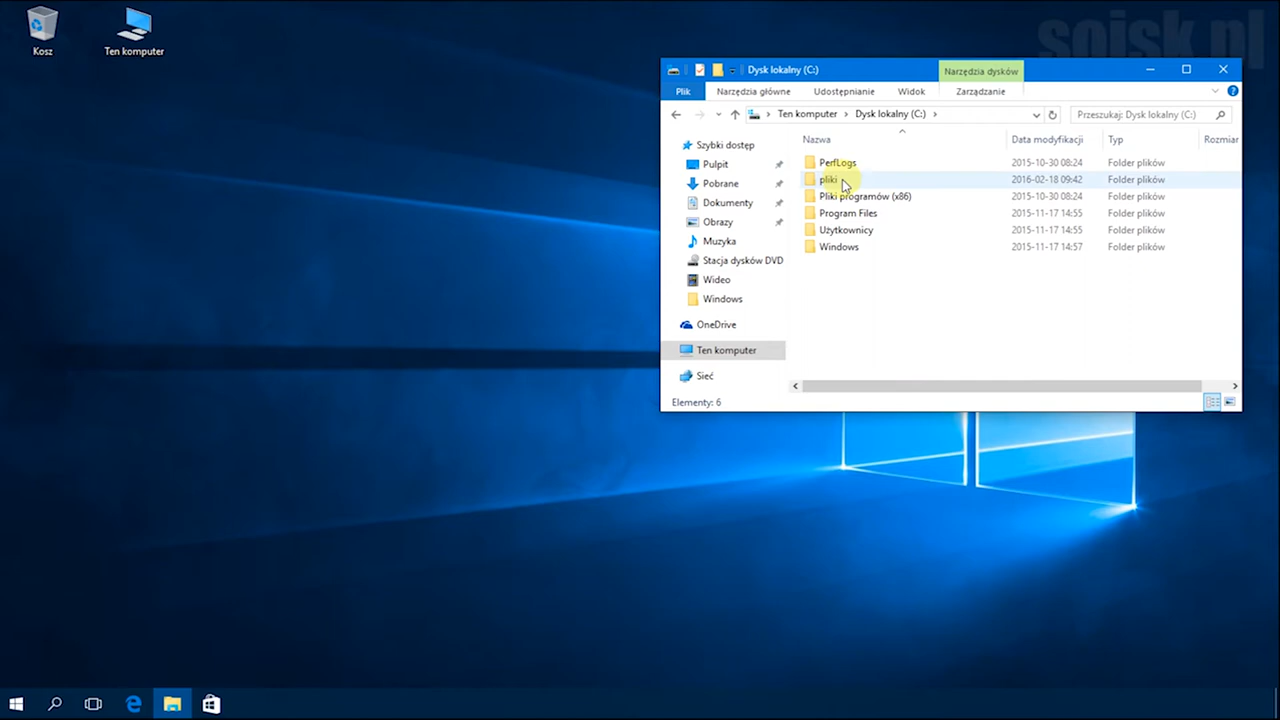 Kosz
Ten komputer
soisk.pl
Dysk lokalny (C:)
Narzędzia dysków
Plik
Narzędzia główne
Udostępnianie
Widok
Zarządzanie
Ten komputer
Dysk lokalny (C:)
Przeszukaj: Dysk lokalny (C:)
Szybki dostęp
Pulpit
Pobrane
Dokumenty
Obrazy
Muzyka
Stacja dysków DVD
Wideo
Windows
OneDrive
Ten komputer
Sieć
Nazwa Data modyfikacji Typ Rozmiar
PerfLogs 2015-10-30 08:24 Folder plików
pliki 2016-02-18 09:42 Folder plików
Pliki programów (x86) 2015-10-30 08:24 Folder plików
Program Files 2015-11-17 14:55 Folder plików
Użytkownicy 2015-11-17 14:55 Folder plików
Windows 2015-11-17 14:57 Folder plików
Elementy: 6